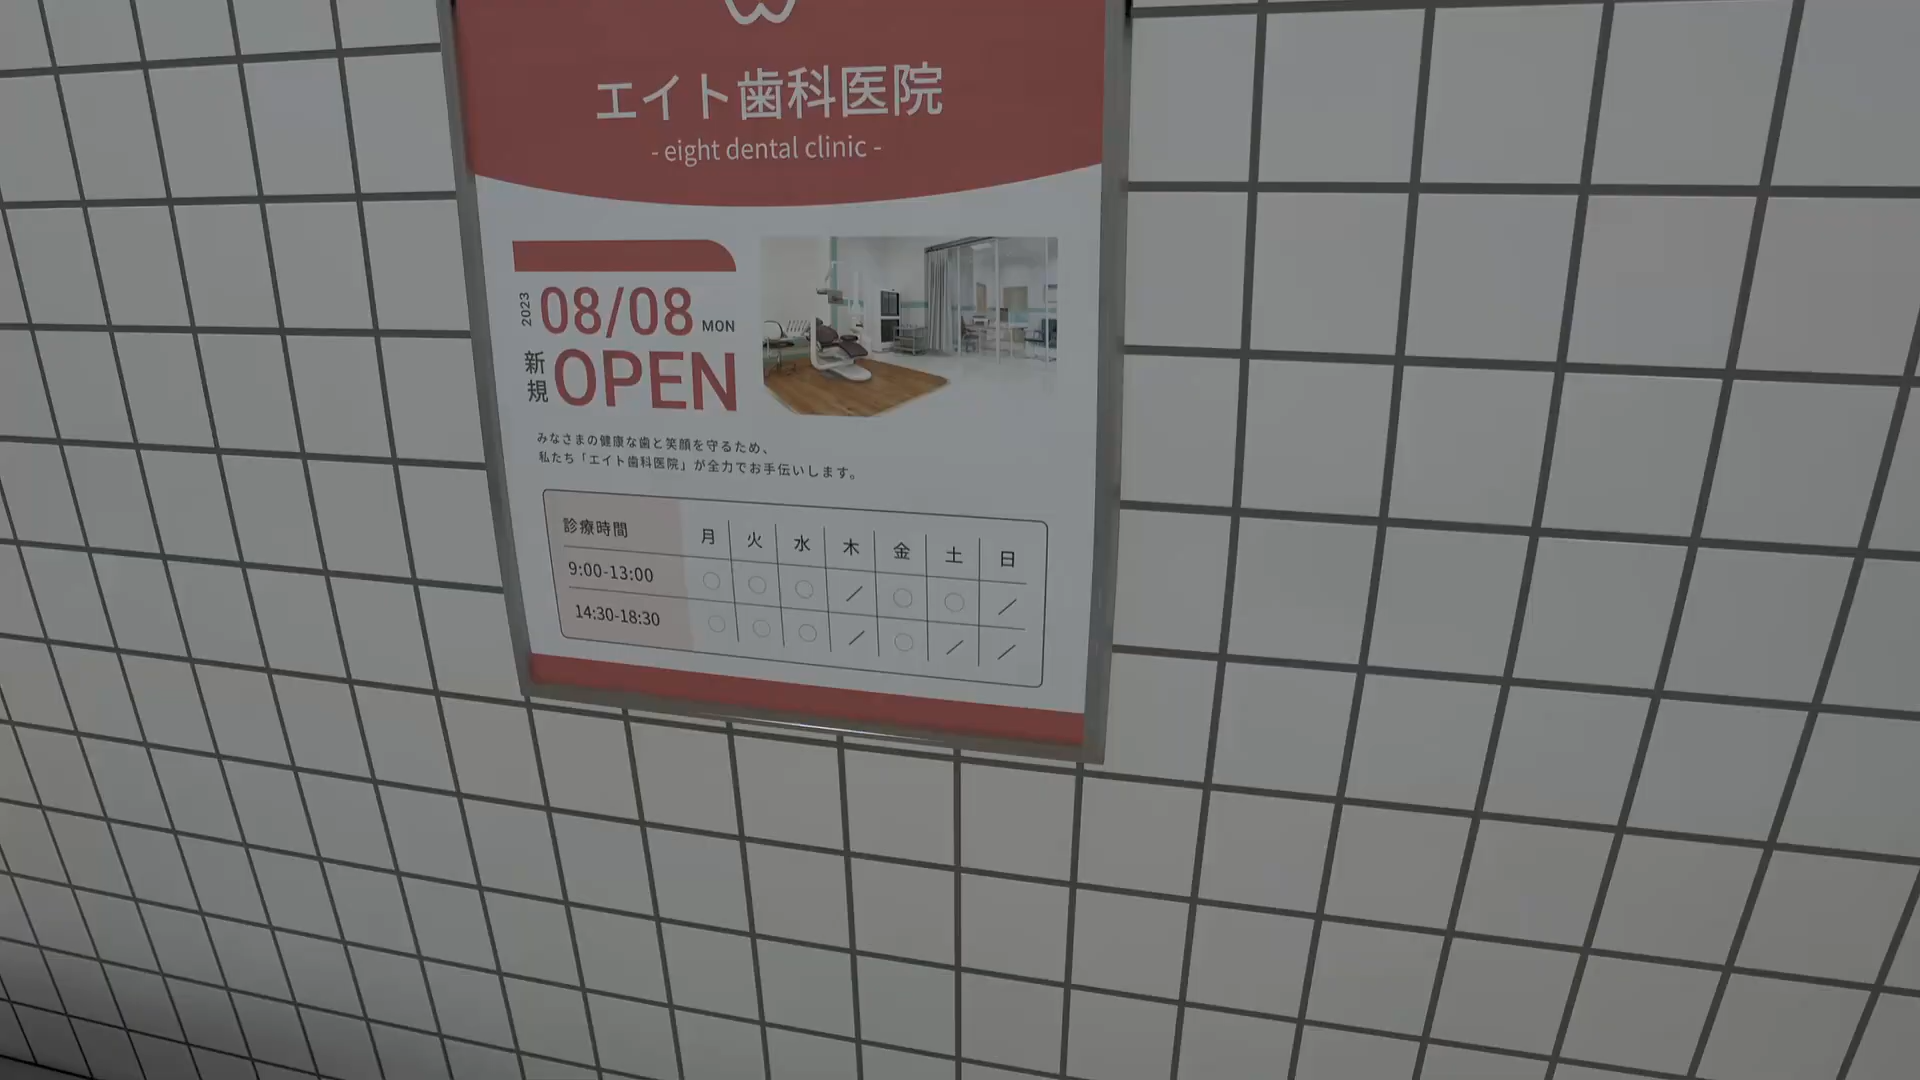 エイト歯科医院
- eight dental clinic -
2023
08/08 MON
新規 OPEN
みなさまの健康な歯と笑顔を守るため、
私たち「エイト歯科医院」が全力でお手伝いします。
診療時間 月 火 水 木 金 土 日
9:00-13:00 ○ ○ ○ / ○ ○ /
14:30-18:30 ○ ○ ○ / ○ / /